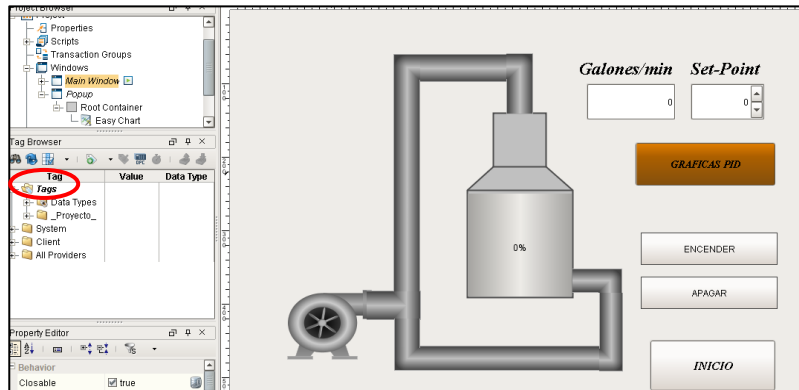 Project Browser
Project
Properties
Scripts
Transaction Groups
Windows
Main Window
Popup
Root Container
Easy Chart
Tag Browser
Tag Value Data Type
Tags
Data Types
_Proyecto_
System
Client
All Providers
Property Editor
Behavior
Closable true
Galones/min Set-Point
0 0
GRAFICAS PID
0%
ENCENDER
APAGAR
INICIO